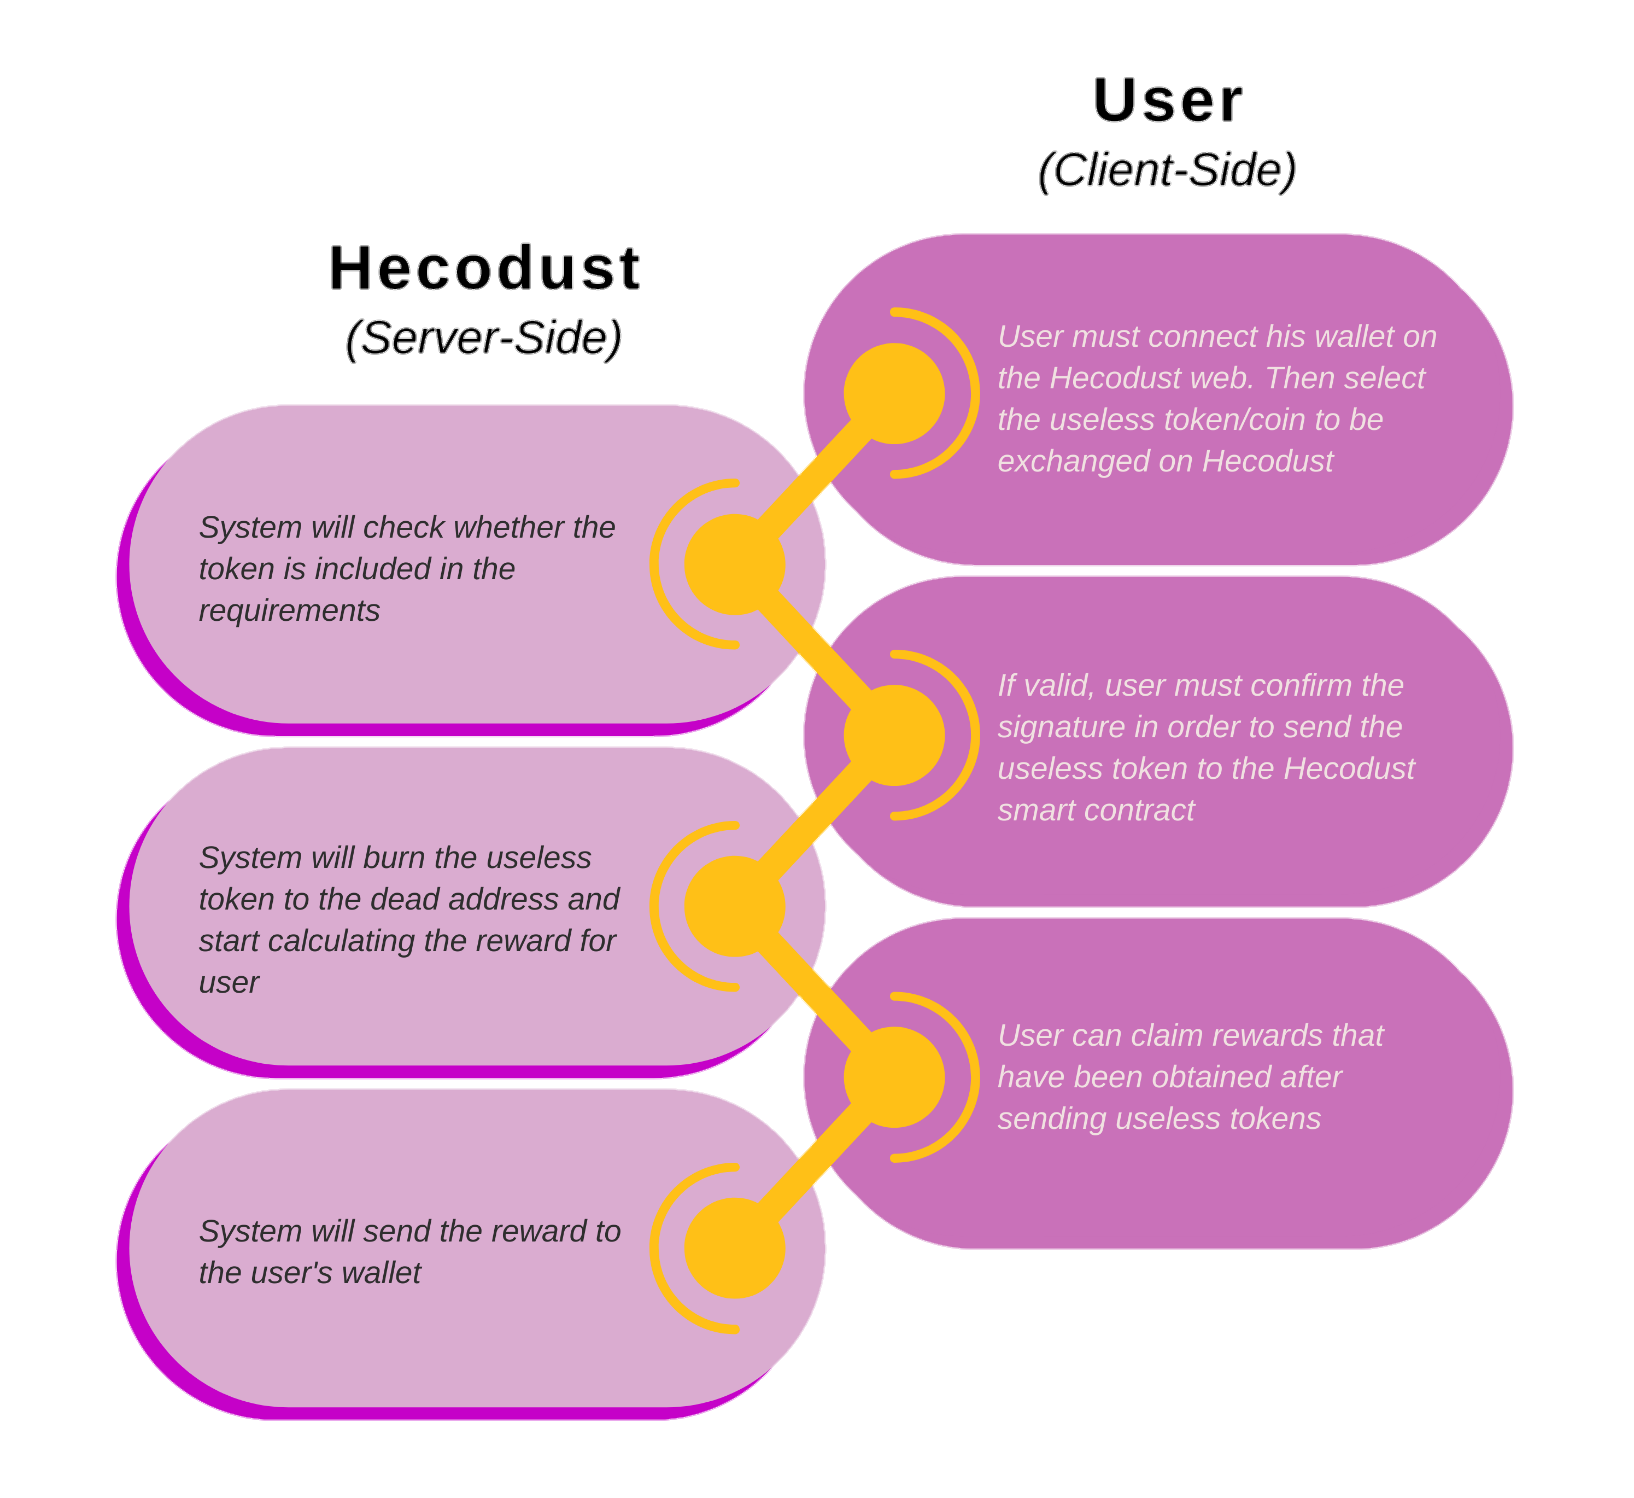 User
(Client-Side)
Hecodust
(Server-Side)
User must connect his wallet on
the Hecodust web. Then select
the useless token/coin to be
exchanged on Hecodust
System will check whether the
token is included in the
requirements
If valid, user must confirm the
signature in order to send the
useless token to the Hecodust
smart contract
System will burn the useless
token to the dead address and
start calculating the reward for
user
User can claim rewards that
have been obtained after
sending useless tokens
System will send the reward to
the user's wallet